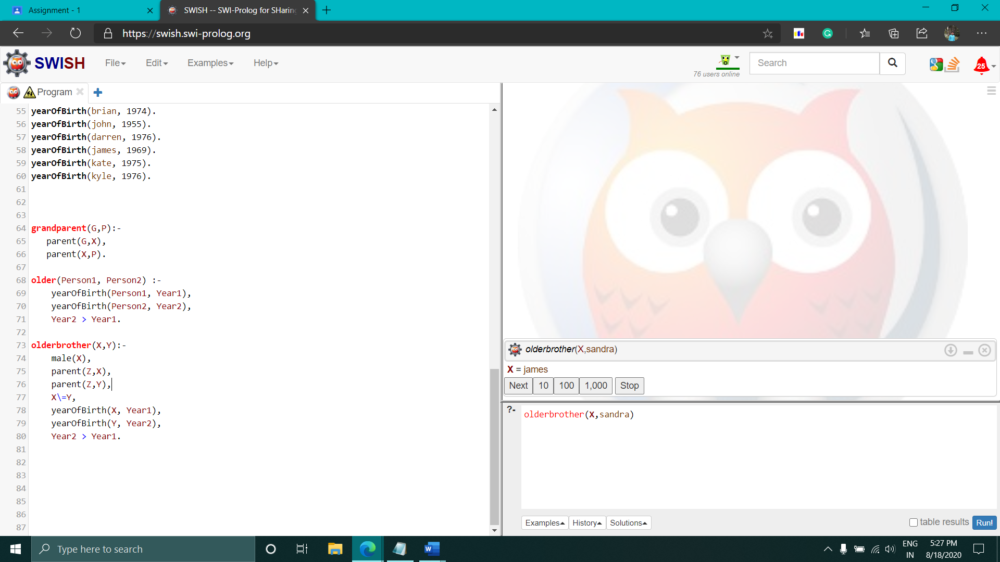 Assignment - 1
SWISH -- SWI-Prolog for SHaring
https://swish.swi-prolog.org
SWISH File Edit Examples Help
76 users online
Search
25
Program
55 yearOfBirth(brian, 1974).
56 yearOfBirth(john, 1955).
57 yearOfBirth(darren, 1976).
58 yearOfBirth(james, 1969).
59 yearOfBirth(kate, 1975).
60 yearOfBirth(kyle, 1976).
61
62
63
64 grandparent(G,P):-
65 parent(G,X),
66 parent(X,P).
67
68 older(Person1, Person2) :-
69 yearOfBirth(Person1, Year1),
70 yearOfBirth(Person2, Year2),
71 Year2 > Year1.
72
73 olderbrother(X,Y):-
74 male(X),
75 parent(Z,X),
76 parent(Z,Y),
77 X\=Y,
78 yearOfBirth(X, Year1),
79 yearOfBirth(Y, Year2),
80 Year2 > Year1.
81
82
83
84
85
86
87
olderbrother(X,sandra)
X = james
Next 10 100 1,000 Stop
?- olderbrother(X,sandra)
Examples History Solutions table results Run!
Type here to search
W
ENG
IN
5:27 PM
8/18/2020